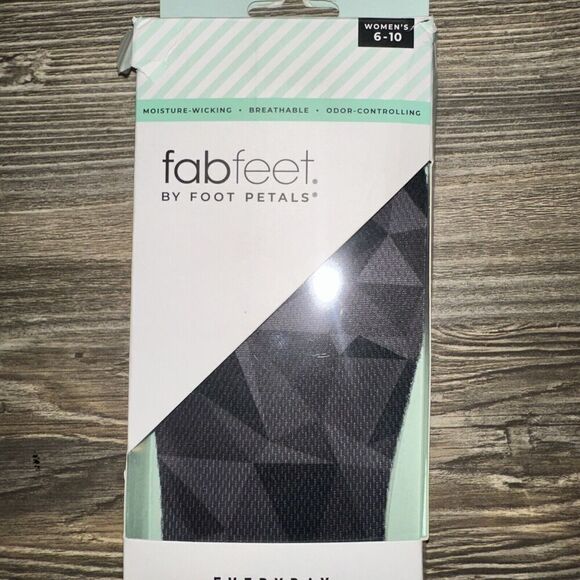 WOMEN'S
6-10
MOISTURE-WICKING • BREATHABLE • ODOR-CONTROLLING
fabfeet.
BY FOOT PETALS®